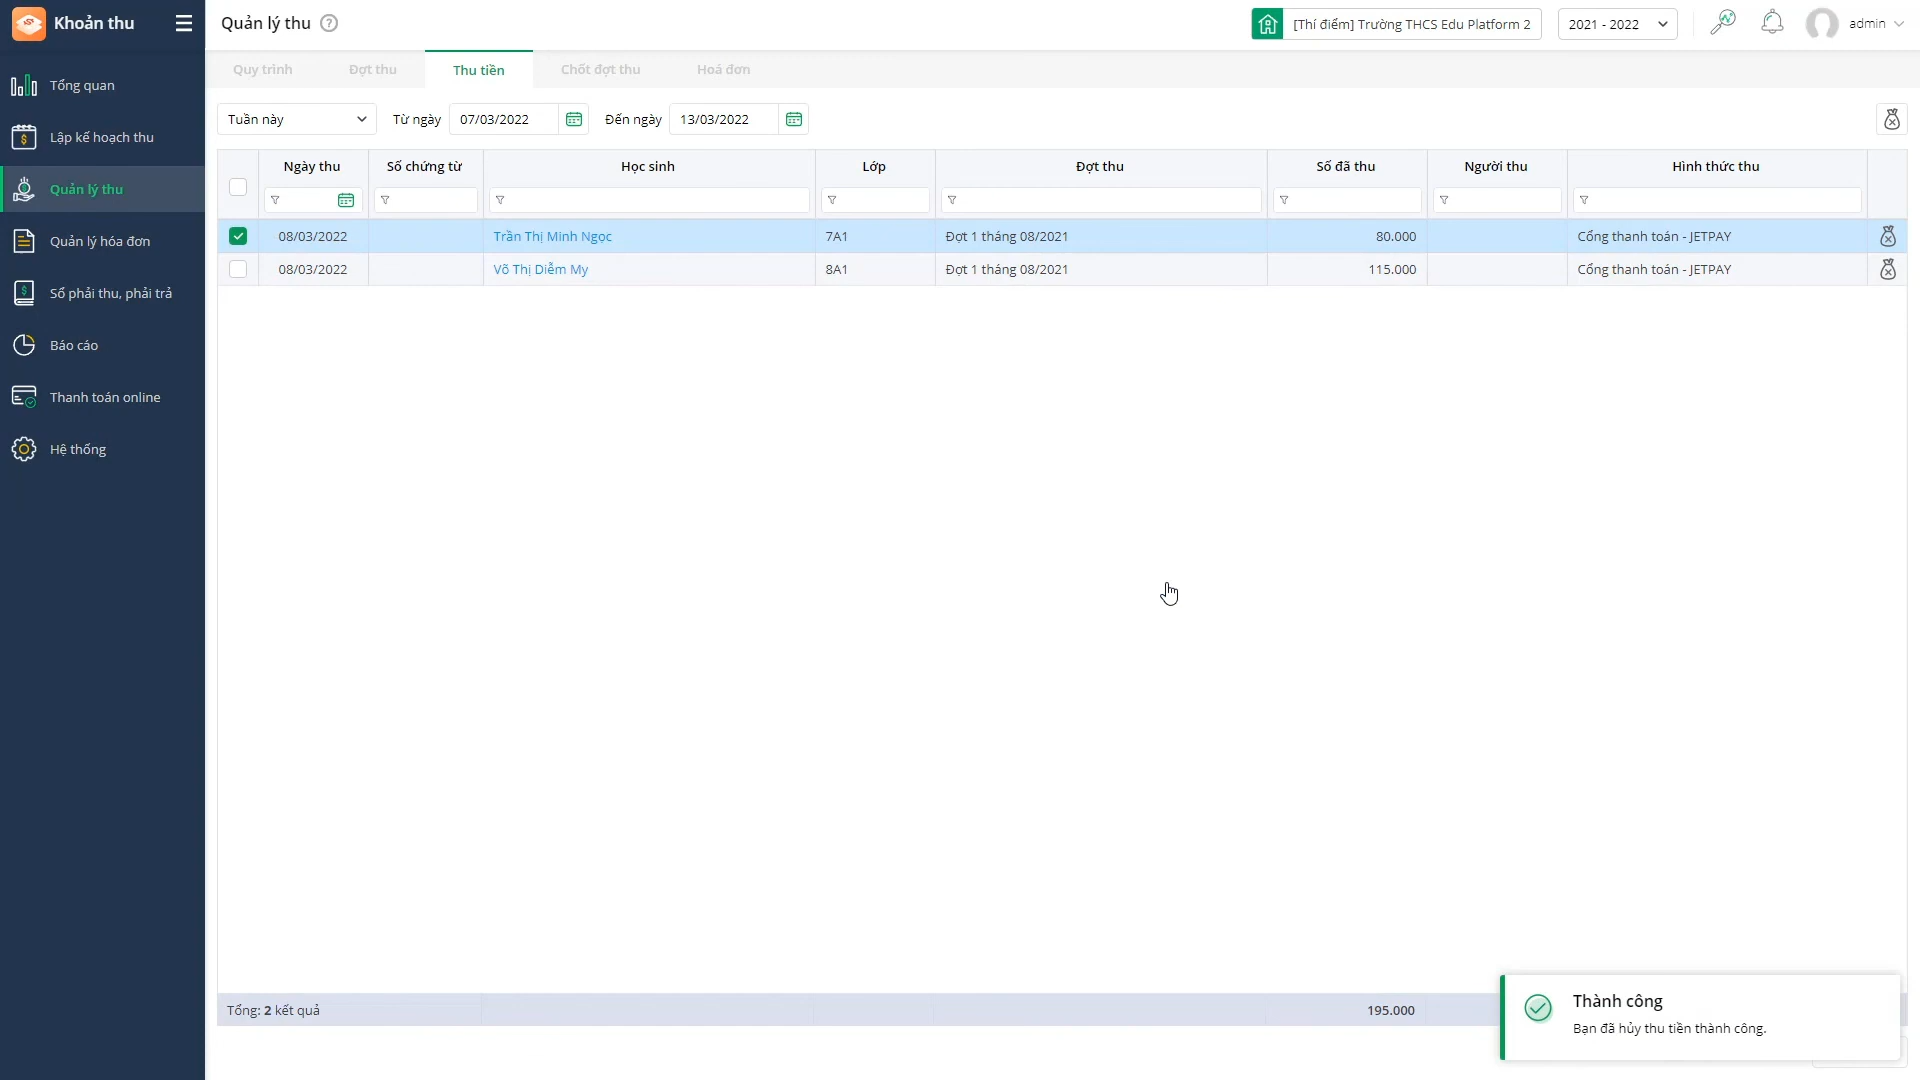 Khoản thu
Quản lý thu
[Thí điểm] Trường THCS Edu Platform 2
2021 - 2022
admin
Tổng quan
Lập kế hoạch thu
Quản lý thu
Quản lý hóa đơn
Sổ phải thu, phải trả
Báo cáo
Thanh toán online
Hệ thống
Quy trình
Đợt thu
Thu tiền
Chốt đợt thu
Hoá đơn
Tuần này
Từ ngày
07/03/2022
Đến ngày
13/03/2022
Ngày thu
Số chứng từ
Học sinh
Lớp
Đợt thu
Số đã thu
Người thu
Hình thức thu
08/03/2022 Trần Thị Minh Ngọc 7A1 Đợt 1 tháng 08/2021 80.000 Cổng thanh toán - JETPAY
08/03/2022 Võ Thị Diễm My 8A1 Đợt 1 tháng 08/2021 115.000 Cổng thanh toán - JETPAY
Tổng: 2 kết quả
195.000
Thành công
Bạn đã hủy thu tiền thành công.